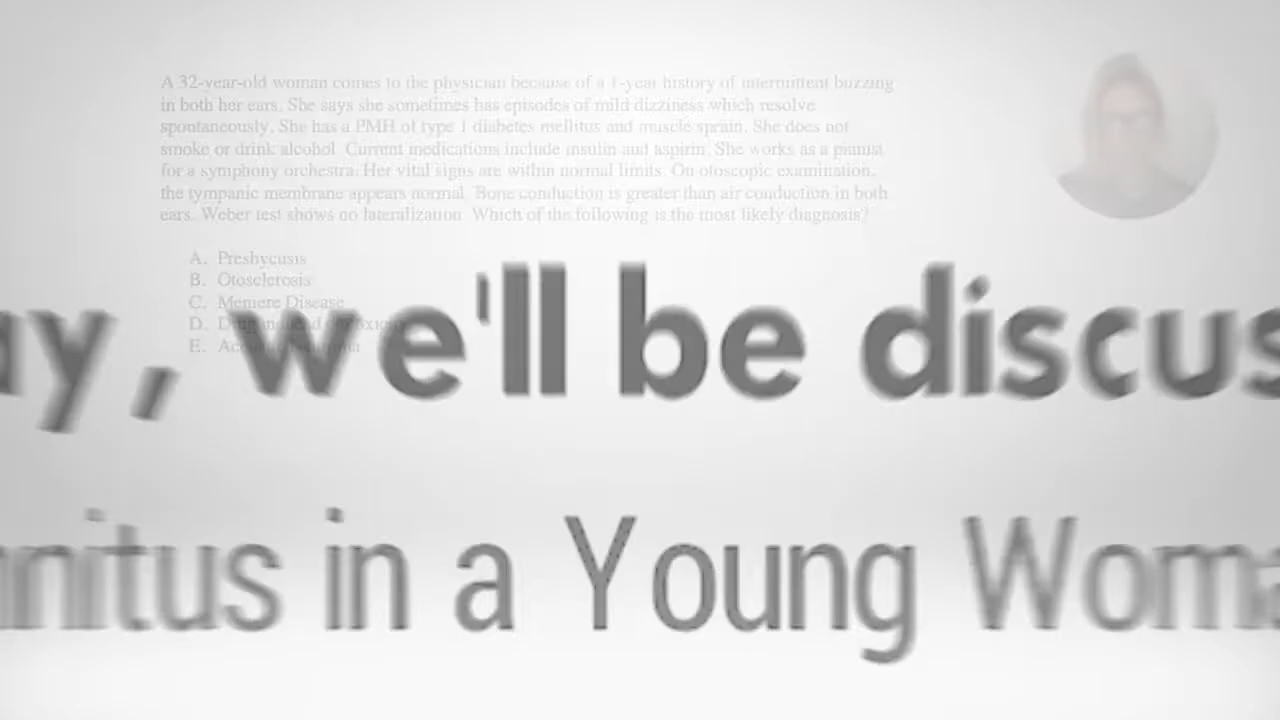 A 32-year-old woman comes to the physician because of a 1-year history of intermittent buzzing
in both her ears. She says she sometimes has episodes of mild dizziness which resolve
spontaneously. She has a PMH of type 1 diabetes mellitus and muscle sprain. She does not
smoke or drink alcohol. Current medications include insulin and aspirin. She works as a pianist
for a symphony orchestra. Her vital signs are within normal limits. On otoscopic examination,
the tympanic membrane appears normal. Bone conduction is greater than air conduction in both
ears. Weber test shows no lateralization. Which of the following is the most likely diagnosis?
A. Presbycusis
B. Otosclerosis
C. Meniere Disease
D.
E.
ay, we'll be discus
nnitus in a Young Woma